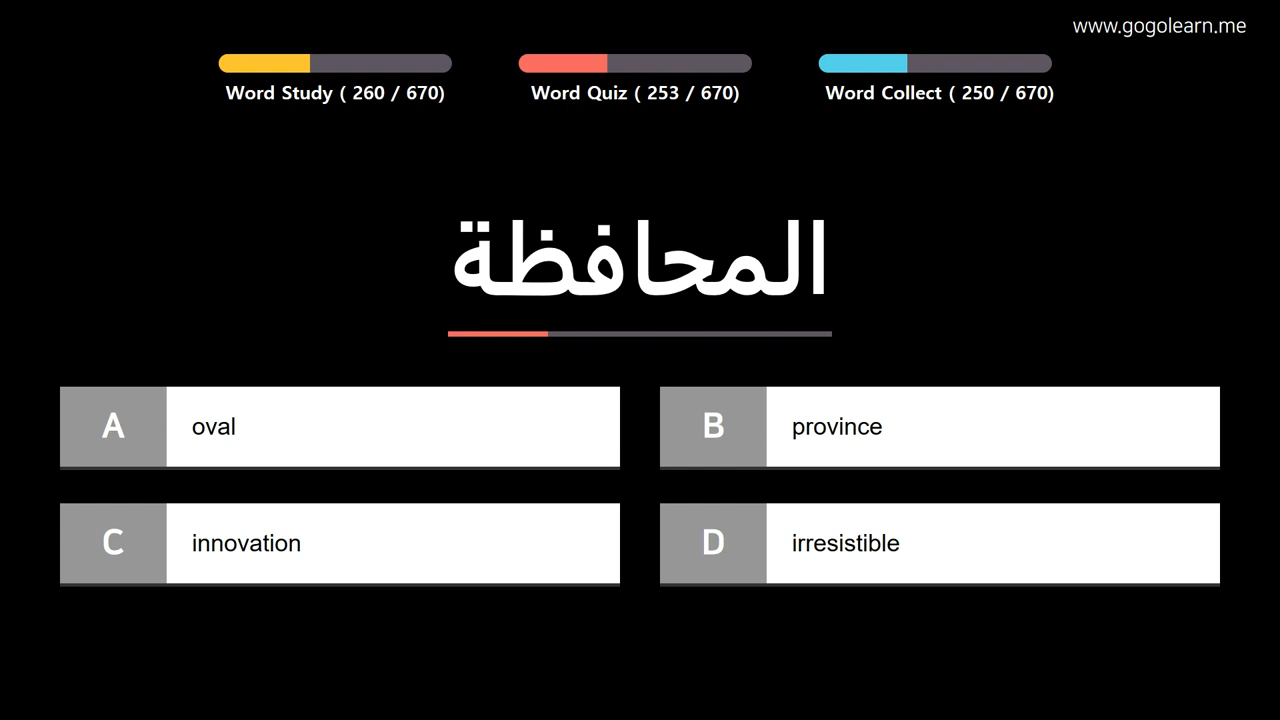 www.gogolearn.me
Word Study ( 260 / 670)
Word Quiz ( 253 / 670)
Word Collect ( 250 / 670)
المحافظة
A oval
B province
C innovation
D irresistible